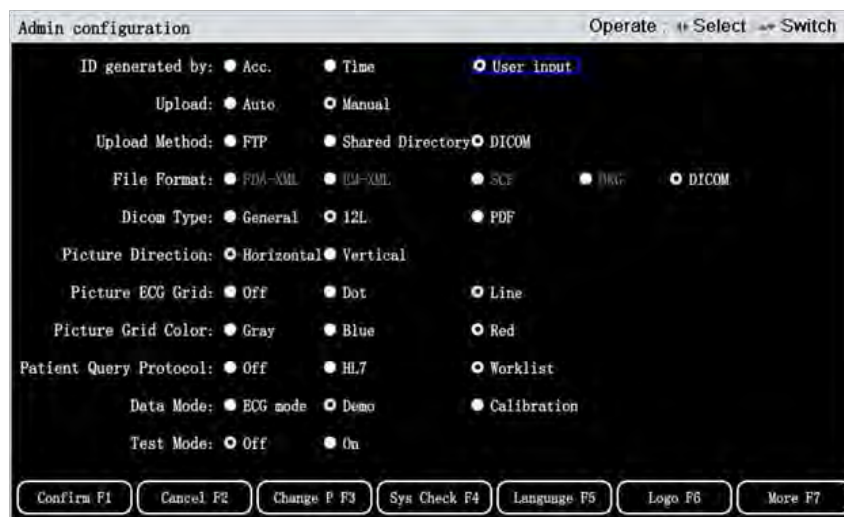 Admin configuration Operate : Select Switch
ID generated by: Acc. Time User input
Upload: Auto Manual
Upload Method: FTP Shared Directory DICOM
File Format: FDA-XML SCF DICOM
Dicom Type: General 12L PDF
Picture Direction: Horizontal Vertical
Picture ECG Grid: Off Dot Line
Picture Grid Color: Gray Blue Red
Patient Query Protocol: Off HL7 Worklist
Data Mode: ECG mode Demo Calibration
Test Mode: Off On
Confirm F1 Cancel F2 Change P F3 Sys Check F4 Language F5 Logo F6 More F7